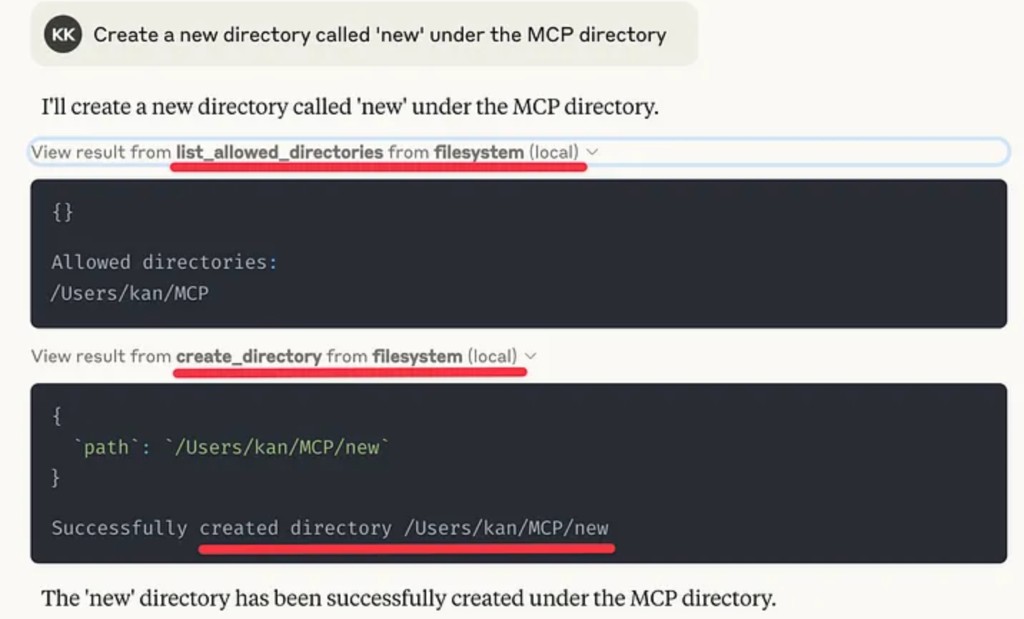 KK Create a new directory called 'new' under the MCP directory
I'll create a new directory called 'new' under the MCP directory.
View result from list_allowed_directories from filesystem (local)
{}
Allowed directories:
/Users/kan/MCP
View result from create_directory from filesystem (local)
{
`path`: `/Users/kan/MCP/new`
}
Successfully created directory /Users/kan/MCP/new
The 'new' directory has been successfully created under the MCP directory.